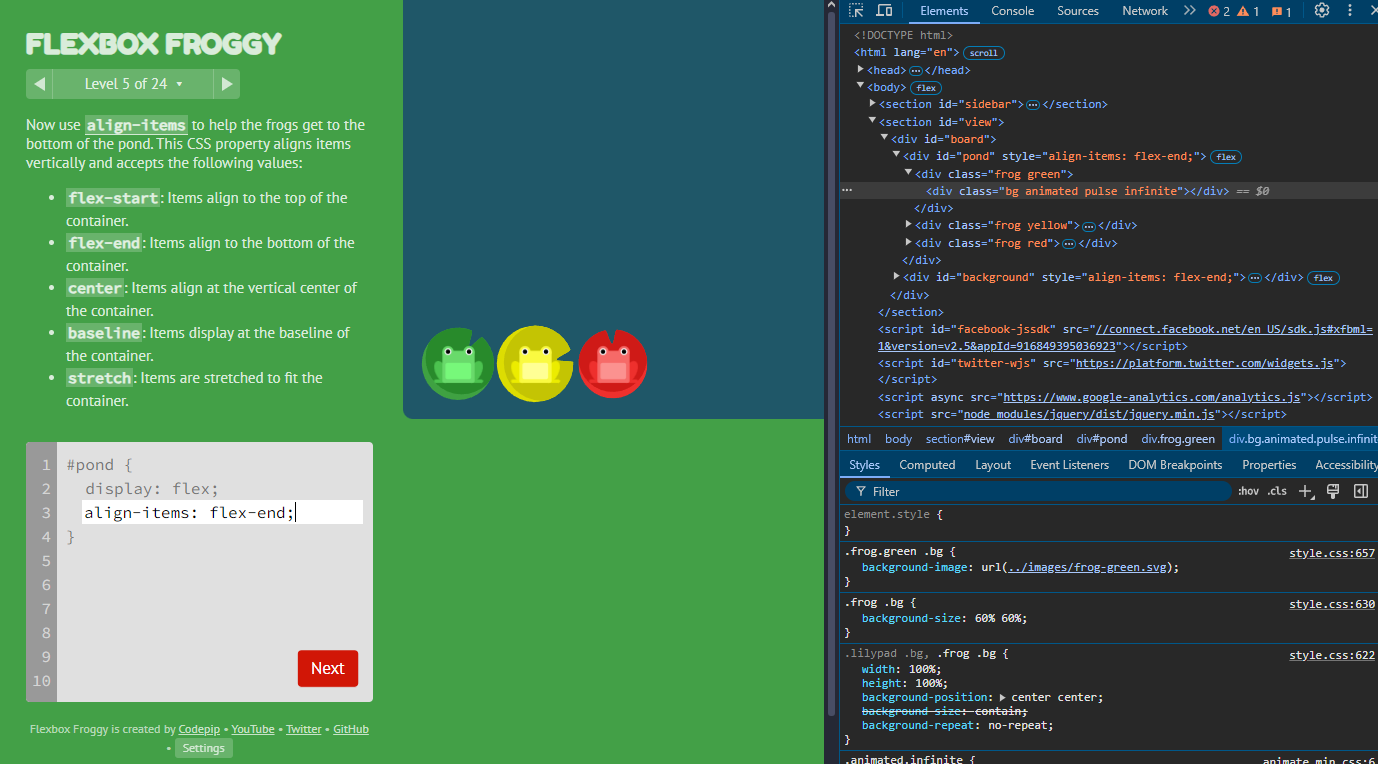 FLEXBOX FROGGY
◀ Level 5 of 24 ▾ ▶
Now use align-items to help the frogs get to the
bottom of the pond. This CSS property aligns items
vertically and accepts the following values:
• flex-start: Items align to the top of the
container.
• flex-end: Items align to the bottom of the
container.
• center: Items align at the vertical center of
the container.
• baseline: Items display at the baseline of
the container.
• stretch: Items are stretched to fit the
container.
1 #pond {
2 display: flex;
3 align-items: flex-end;
4 }
5
6
7
8
9
10
Next
Flexbox Froggy is created by Codepip • YouTube • Twitter • GitHub
• Settings
Elements Console Sources Network 2 1 1
<!DOCTYPE html>
<html lang="en"> scroll
<head> … </head>
<body> flex
<section id="sidebar"> … </section>
<section id="view">
<div id="board">
<div id="pond" style="align-items: flex-end;"> flex
<div class="frog green">
<div class="bg animated pulse infinite"></div> == $0
</div>
<div class="frog yellow"> … </div>
<div class="frog red"> … </div>
</div>
<div id="background" style="align-items: flex-end;"> … </div> flex
</div>
</section>
<script id="facebook-jssdk" src="//connect.facebook.net/en_US/sdk.js#xfbml=
1&version=v2.5&appId=916849395036923"></script>
<script id="twitter-wjs" src="https://platform.twitter.com/widgets.js">
</script>
<script async src="https://www.google-analytics.com/analytics.js"></script>
<script src="node_modules/jquery/dist/jquery.min.js"></script>
html body section#view div#board div#pond div.frog.green div.bg.animated.pulse.infinit
Styles Computed Layout Event Listeners DOM Breakpoints Properties Accessibility
Filter :hov .cls
element.style {
}
.frog.green .bg { style.css:657
background-image: url(../images/frog-green.svg);
}
.frog .bg { style.css:630
background-size: 60% 60%;
}
.lilypad .bg, .frog .bg { style.css:622
width: 100%;
height: 100%;
background-position: ▶ center center;
background-size: contain;
background-repeat: no-repeat;
}
.animated.infinite { animate.min.css:6